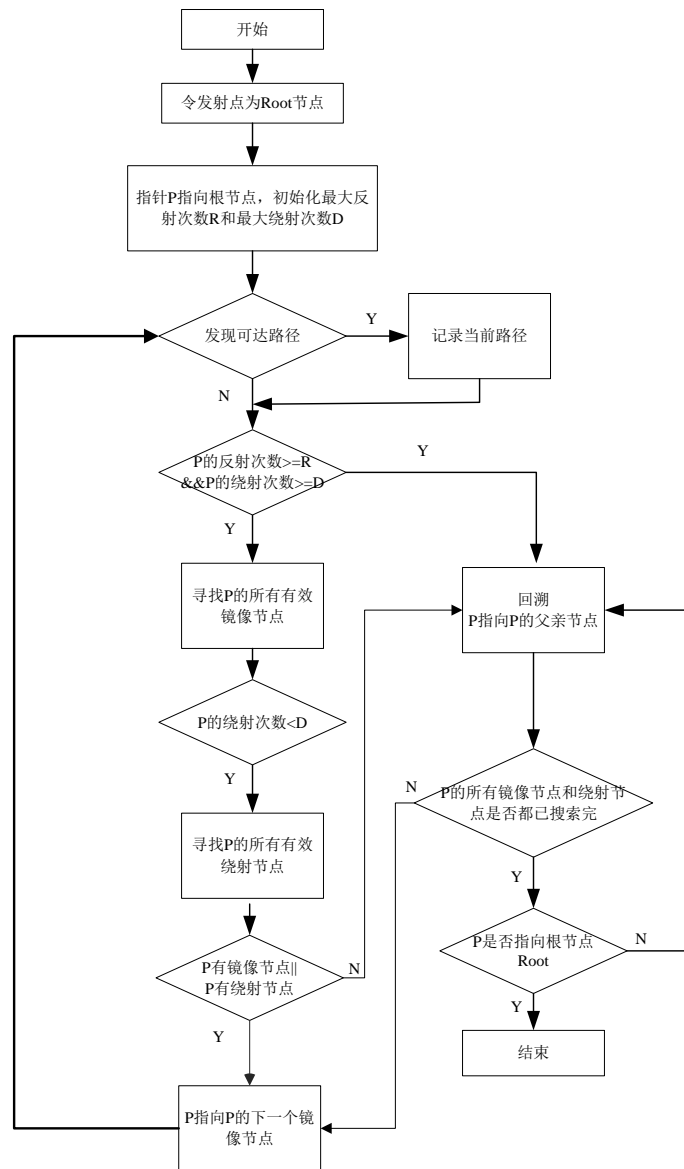 开始
令发射点为Root节点
指针P指向根节点，初始化最大反
射次数R和最大绕射次数D
发现可达路径
Y
记录当前路径
N
P的反射次数>=R
&&P的绕射次数>=D
Y
Y
寻找P的所有有效
镜像节点
回溯
P指向P的父亲节点
P的绕射次数<D
Y
N
P的所有镜像节点和绕射节
点是否都已搜索完
寻找P的所有有效
绕射节点
Y
P有镜像节点||
P有绕射节点
N
P是否指向根节点
Root
N
Y
Y
结束
P指向P的下一个镜
像节点